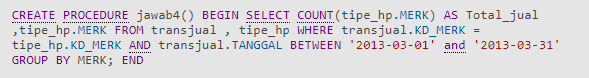 CREATE PROCEDURE jawab4() BEGIN SELECT COUNT(tipe_hp.MERK) AS Total_jual
,tipe_hp.MERK FROM transjual , tipe_hp WHERE transjual.KD_MERK =
tipe_hp.KD_MERK AND transjual.TANGGAL BETWEEN '2013-03-01' and '2013-03-31'
GROUP BY MERK; END